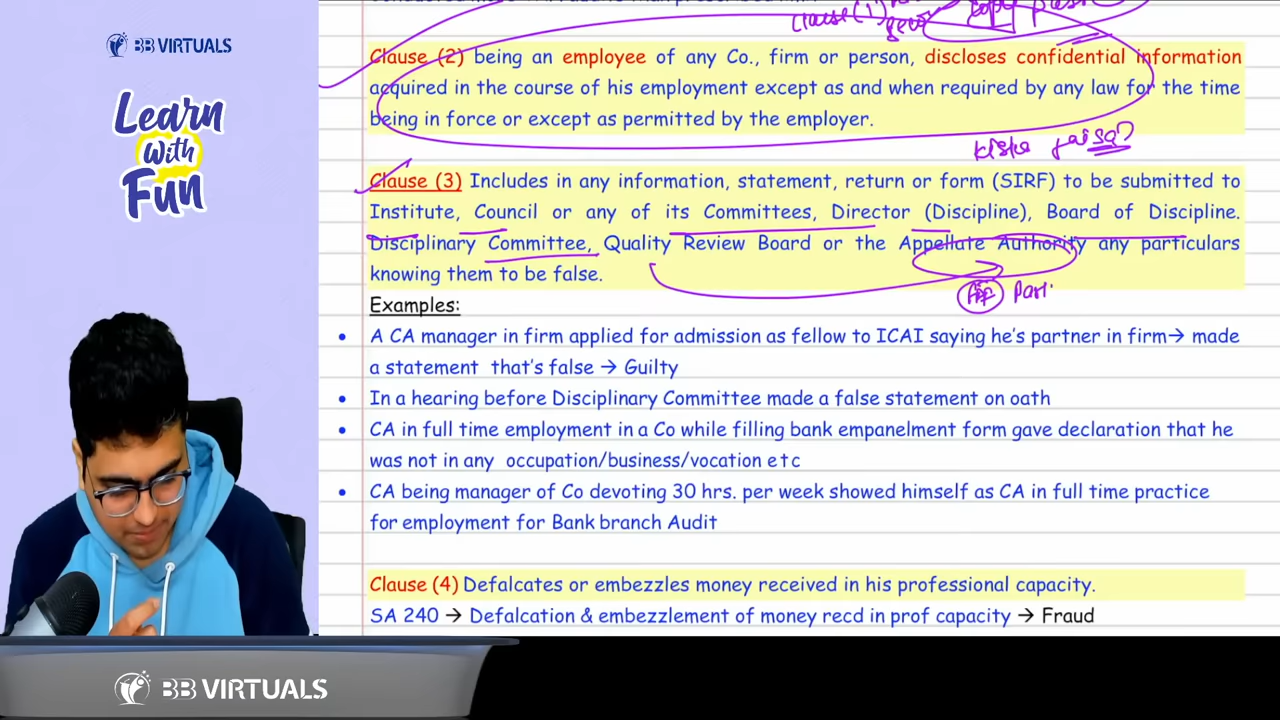 BB VIRTUALS
Learn
With
Fun
clause (1)
Clause (2) being an employee of any Co., firm or person, discloses confidential information
acquired in the course of his employment except as and when required by any law for the time
being in force or except as permitted by the employer.
Clause (3) Includes in any information, statement, return or form (SIRF) to be submitted to
Institute, Council or any of its Committees, Director (Discipline), Board of Discipline.
Disciplinary Committee, Quality Review Board or the Appellate Authority any particulars
knowing them to be false.
Examples:
• A CA manager in firm applied for admission as fellow to ICAI saying he's partner in firm→ made
a statement that's false → Guilty
• In a hearing before Disciplinary Committee made a false statement on oath
• CA in full time employment in a Co while filling bank empanelment form gave declaration that he
was not in any occupation/business/vocation etc
• CA being manager of Co devoting 30 hrs. per week showed himself as CA in full time practice
for employment for Bank branch Audit
Clause (4) Defalcates or embezzles money received in his professional capacity.
SA 240 → Defalcation & embezzlement of money recd in prof capacity → Fraud
BB VIRTUALS